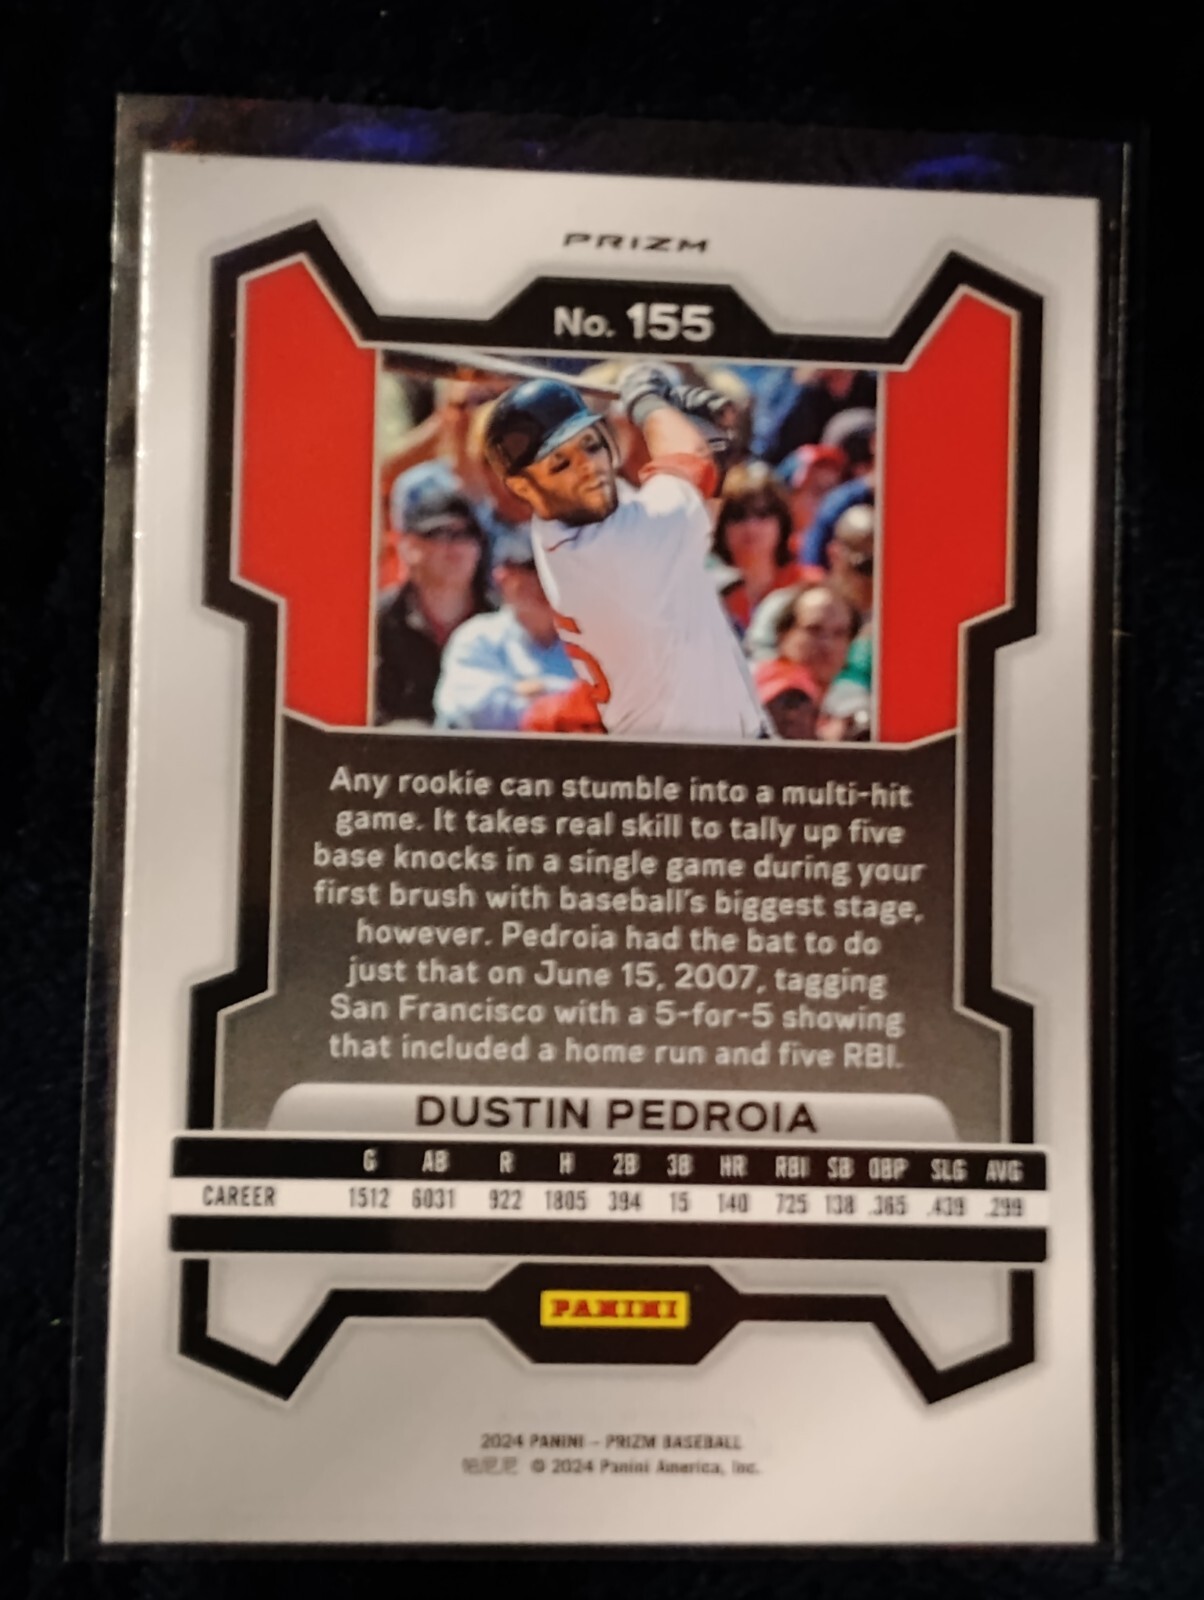 PRIZM
No. 155
5
Any rookie can stumble into a multi-hit
game. It takes real skill to tally up five
base knocks in a single game during your
first brush with baseball's biggest stage,
however. Pedroia had the bat to do
just that on June 15, 2007, tagging
San Francisco with a 5-for-5 showing
that included a home run and five RBI.
DUSTIN PEDROIA
G AB R H 2B 3B HR RBI SB OBP SLG AVG
CAREER 1512 6031 922 1805 394 15 140 725 138 .365 .439 .299
PANINI
2024 PANINI – PRIZM BASEBALL
帕尼尼 © 2024 Panini America, Inc.